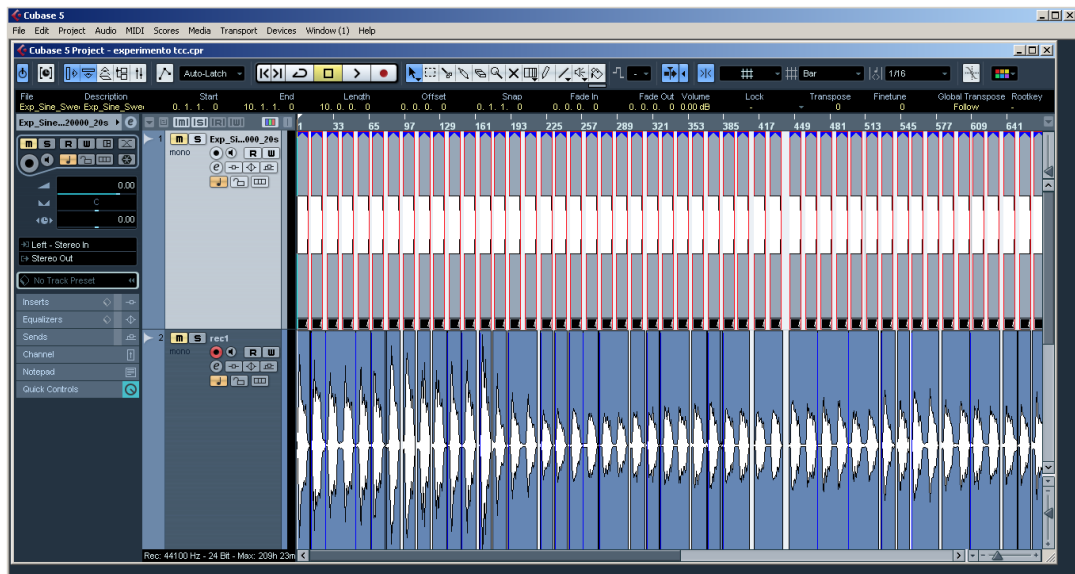 Cubase 5
File Edit Project Audio MIDI Scores Media Transport Devices Window (1) Help
Cubase 5 Project - experimento tcc.cpr
Auto-Latch Bar 1/16
File Description Start End Length Offset Snap Fade In Fade Out Volume Lock Transpose Finetune Global Transpose Rootkey
Exp_Sine_Swe Exp_Sine_Swe 0. 1. 1. 0 10. 1. 1. 0 10. 0. 0. 0 0. 0. 0. 0 0. 1. 1. 0 0. 0. 0. 0 0. 0. 0. 0 0.00 dB - 0 0 Follow -
Exp_Sine...20000_20s e M S R W 1 33 65 97 129 161 193 225 257 289 321 353 385 417 449 481 513 545 577 609 641
M S R W 1 M S Exp_Si...000_20s
mono R W
e
0.00
C
0.00
Left - Stereo In
Stereo Out
No Track Preset
Inserts
Equalizers
Sends 2 M S rec1
Channel mono R W
Notepad e
Quick Controls
Rec: 44100 Hz - 24 Bit - Max: 209h 23m